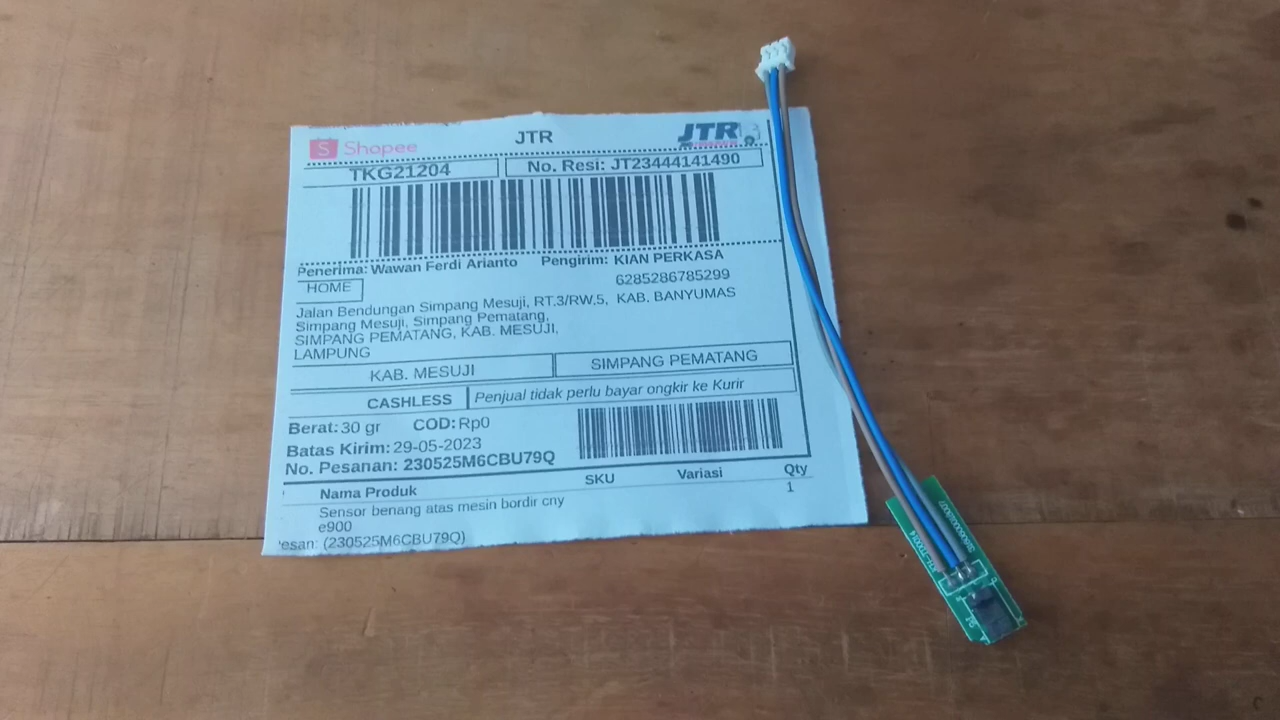 JTR
Shopee
JTR
TKG21204
No. Resi: JT23444141490
Penerima: Wawan Ferdi Arianto
Pengirim: KIAN PERKASA
HOME
6285286785299
Jalan Bendungan Simpang Mesuji, RT.3/RW,5, KAB. BANYUMAS
Simpang Mesuji, Simpang Pematang,
SIMPANG PEMATANG, KAB. MESUJI,
LAMPUNG
KAB. MESUJI
SIMPANG PEMATANG
CASHLESS
Penjual tidak perlu bayar ongkir ke Kurir
Berat: 30 gr
COD: Rp0
Batas Kirim: 29-05-2023
No. Pesanan: 230525M6CBU79Q
Nama Produk
SKU
Variasi
Qty
Sensor benang atas mesin bordir cny
e900
1
esan: (230525M6CBU79Q)